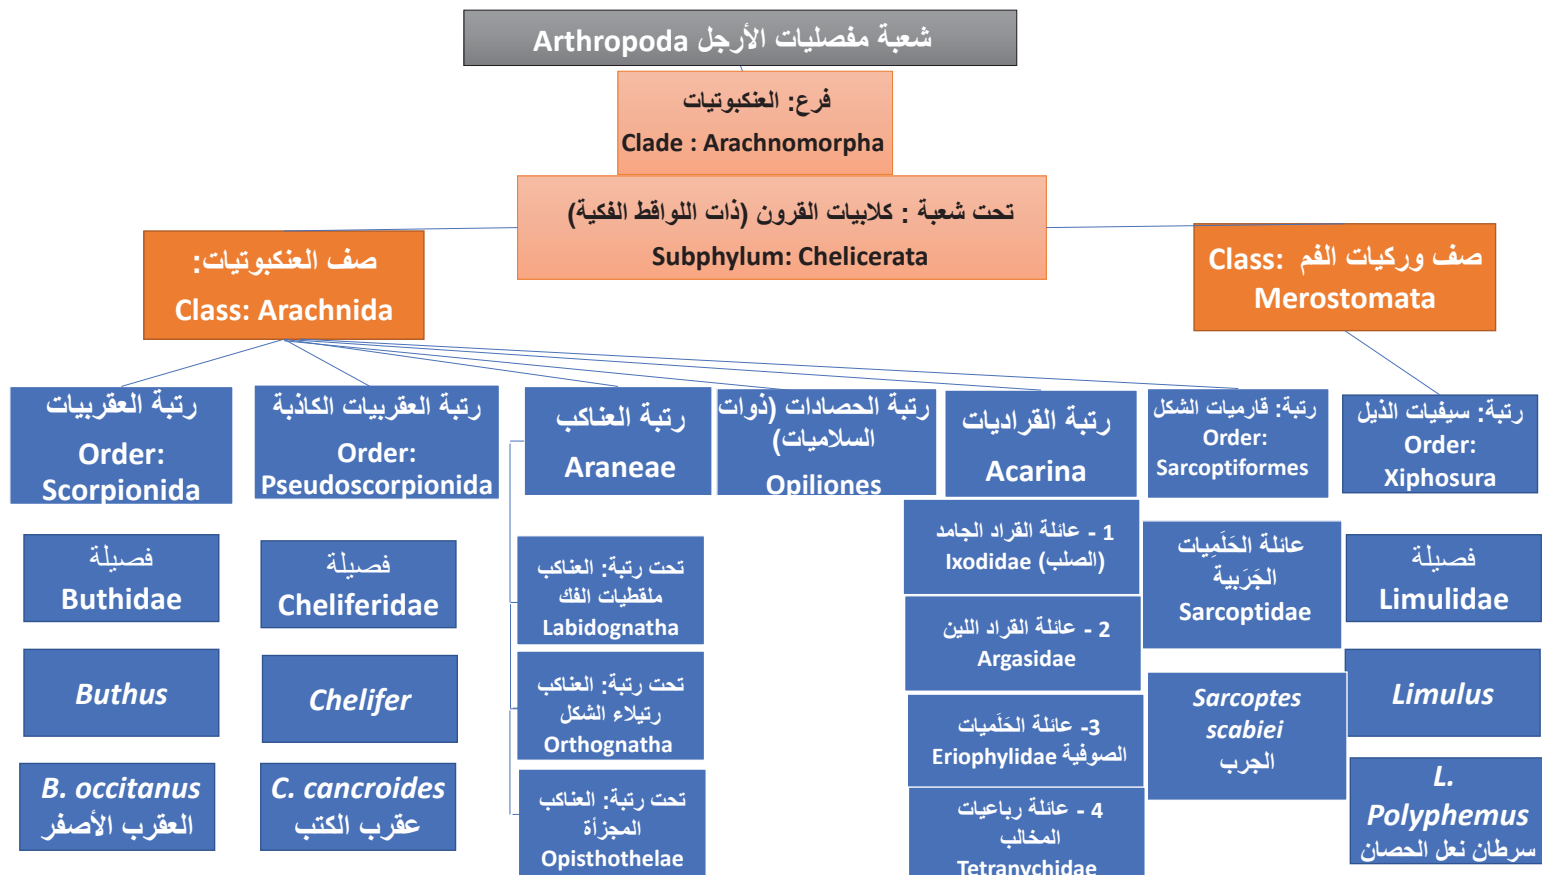 شعبة مفصليات الأرجل Arthropoda
فرع: العنكبوتيات
Clade : Arachnomorpha
تحت شعبة : كلابيات القرون (ذات اللواقط الفكية)
Subphylum: Chelicerata
صف وركيات الفم Class:
Merostomata
صف العنكبوتيات:
Class: Arachnida
رتبة: سيفيات الذيل
Order:
Xiphosura
فصيلة
Limulidae
Limulus
L.
Polyphemus
سرطان نعل الحصان
رتبة: قارميات الشكل
Order:
Sarcoptiformes
عائلة الحَلَمِيات
الجَرَبية
Sarcoptidae
Sarcoptes
scabiei
الجرب
رتبة القراديات
Acarina
1 - عائلة القراد الجامد
(الصلب) Ixodidae
2 - عائلة القراد اللين
Argasidae
3- عائلة الحَلَميات
الصوفية Eriophylidae
4 - عائلة رباعيات
المخالب
Tetranychidae
رتبة الحصادات (ذوات
السلاميات)
Opiliones
رتبة العناكب
Araneae
تحت رتبة: العناكب
ملقطيات الفك
Labidognatha
تحت رتبة: العناكب
رتيلاء الشكل
Orthognatha
تحت رتبة: العناكب
المجزأة
Opisthothelae
رتبة العقربيات الكاذبة
Order:
Pseudoscorpionida
فصيلة
Cheliferidae
Chelifer
C. cancroides
عقرب الكتب
رتبة العقربيات
Order:
Scorpionida
فصيلة
Buthidae
Buthus
B. occitanus
العقرب الأصفر